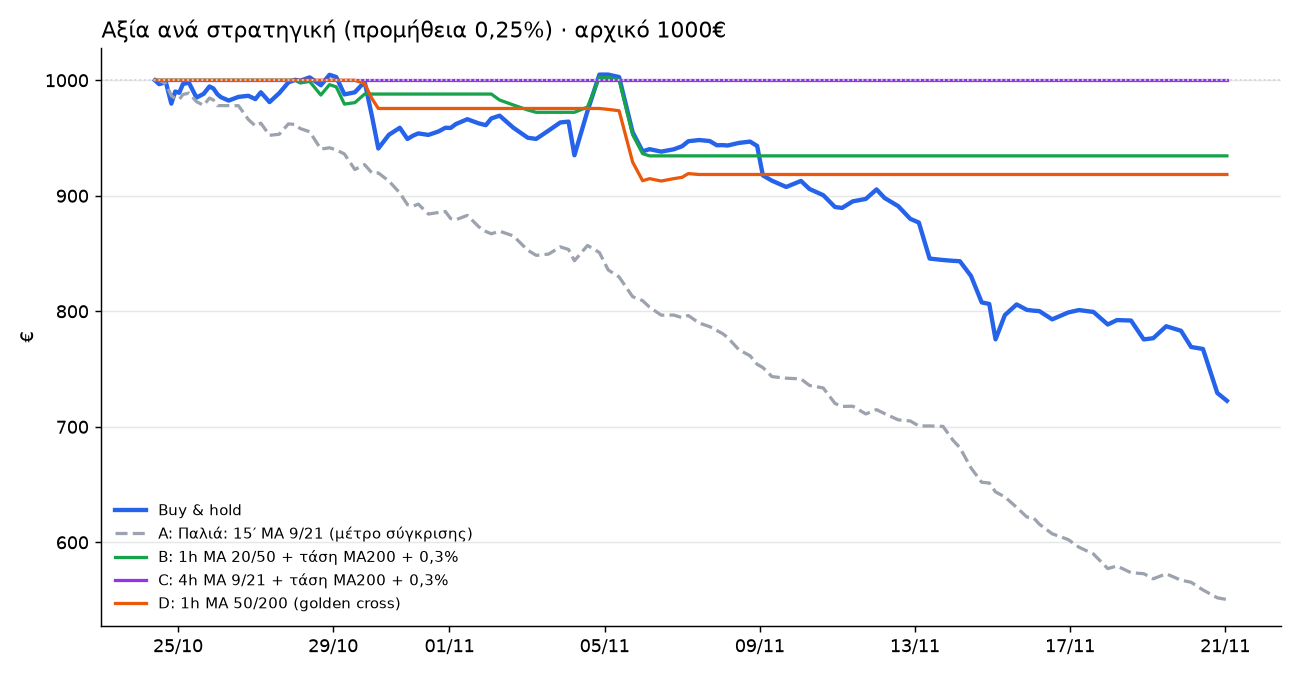 Αξία ανά στρατηγική (προμήθεια 0,25%) · αρχικό 1000€
1000
900
800
700
600
€
Buy & hold
A: Παλιά: 15΄ MA 9/21 (μέτρο σύγκρισης)
B: 1h MA 20/50 + τάση MA200 + 0,3%
C: 4h MA 9/21 + τάση MA200 + 0,3%
D: 1h MA 50/200 (golden cross)
25/10 29/10 01/11 05/11 09/11 13/11 17/11 21/11